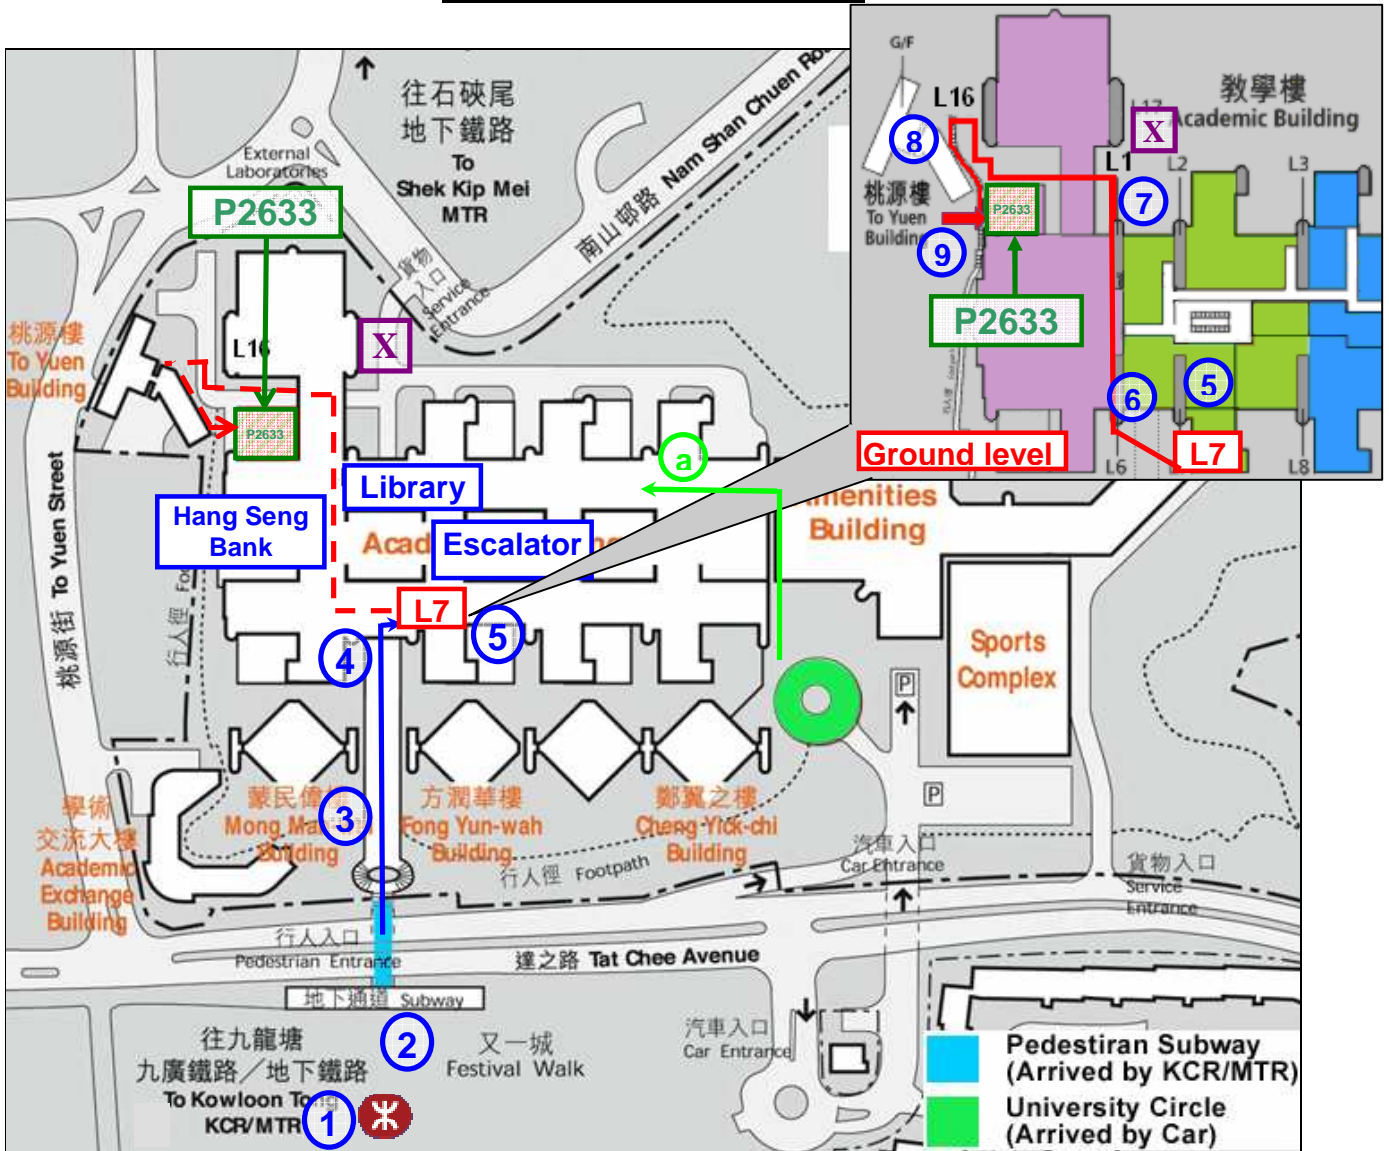 往石硤尾
地下鐵路
To
Shek Kip Mei
MTR
南山邨路 Nam Shan Chuen
External
Laboratories
P2633
貨物
入口
Service
Entrance
桃源樓
To Yuen
Building
L16
X
P2633
Library
Hang Seng
Bank
Escalator
a
L7
5
4
桃源街 To Yuen Street
行人徑
Building
Sports
Complex
P
P
蒙民偉
Mong
Building
3
方潤華樓
Fong Yun-wah
Building
鄭翼之樓
Cheng Yick-chi
Building
學術
交流大樓
Academic
Exchange
Building
行人徑 Footpath
汽車入口
Car Entrance
貨物入口
Service
Entrance
行人入口
Pedestrian Entrance
達之路 Tat Chee Avenue
地下通道 Subway
2
往九龍塘
九廣鐵路／地下鐵路
To Kowloon
KCR/MTR
1
又一城
Festival Walk
汽車入口
Car Entrance
Pedestiran Subway
(Arrived by KCR/MTR)
University Circle
(Arrived by Car)
G/F
L16
8
教學樓
Academic Building
X
L1
L2
L3
7
桃源樓
To Yuen
Building
P2633
9
P2633
6
5
Ground level
L6
L7
L8